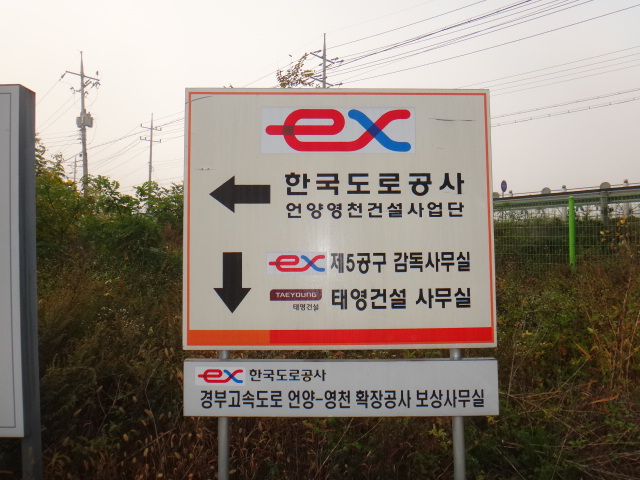 ex
한국도로공사
언양영천건설사업단
ex 제5공구 감독사무실
TAEYOUNG 태영건설 태영건설 사무실
ex 한국도로공사
경부고속도로 언양-영천 확장공사 보상사무실